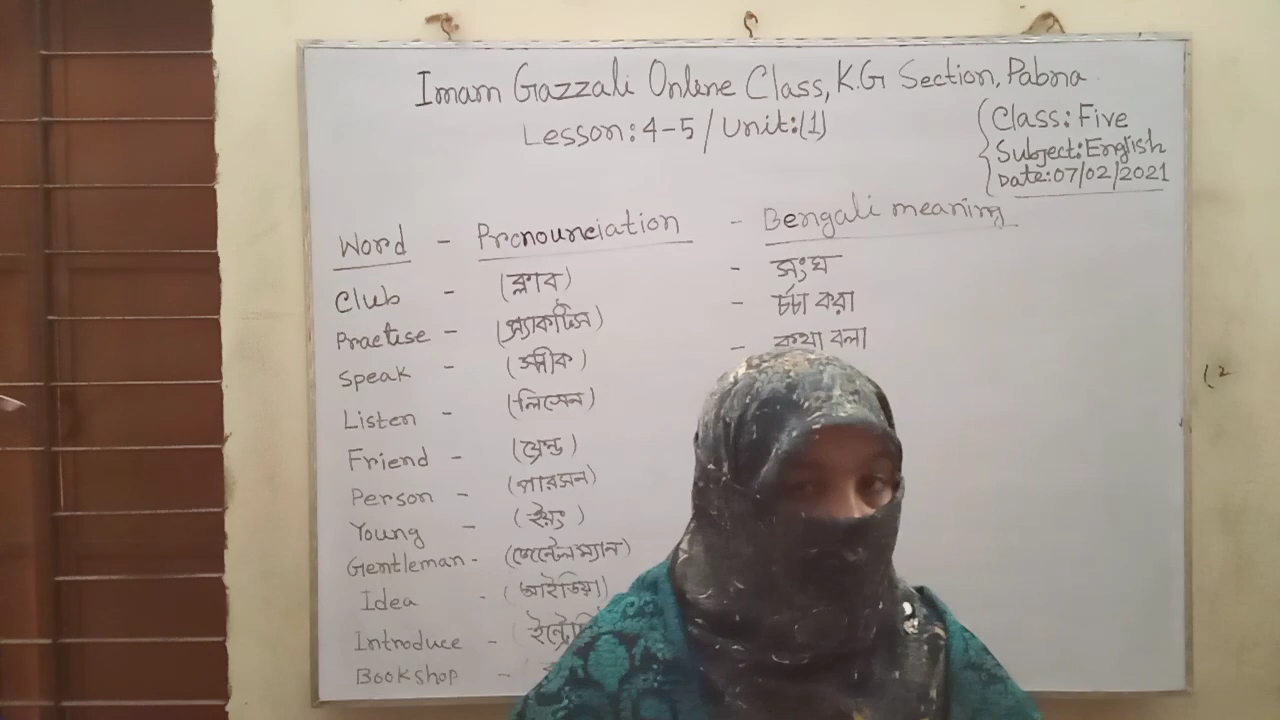 Imam Gazzali Online Class, K.G Section, Pabna
Lesson: 4-5 / Unit:(1)
Class: Five
Subject: English
Date: 07/02/2021
Word - Pronounciation - Bengali meaning
Club - (ক্লাব) - সংঘ
Practise - (প্র্যাকটিস) - চর্চা করা
Speak - (স্পীক) - কথা বলা
Listen - (লিসেন)
Friend - (ফ্রেন্ড)
Person - (পারসন)
Young - (ইয়ং)
Gentleman - (জেন্টেলম্যান)
Idea - (আইডিয়া)
Introduce - (ইন্ট্রোডি
Bookshop -